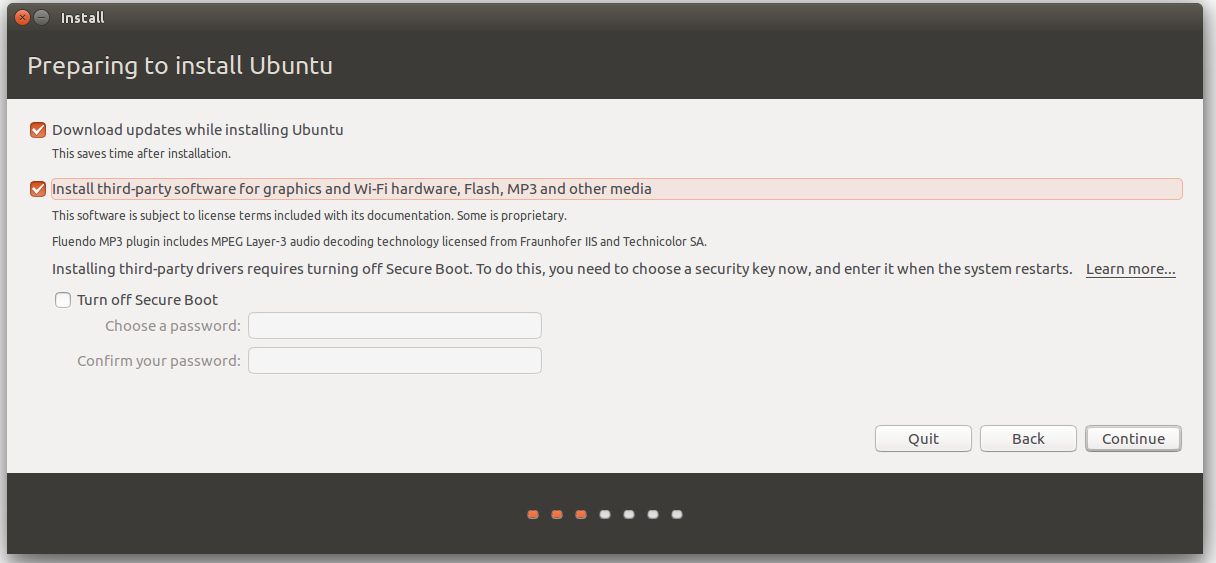 Install
Preparing to install Ubuntu
Download updates while installing Ubuntu
This saves time after installation.
Install third-party software for graphics and Wi-Fi hardware, Flash, MP3 and other media
This software is subject to license terms included with its documentation. Some is proprietary.
Fluendo MP3 plugin includes MPEG Layer-3 audio decoding technology licensed from Fraunhofer IIS and Technicolor SA.
Installing third-party drivers requires turning off Secure Boot. To do this, you need to choose a security key now, and enter it when the system restarts. Learn more...
Turn off Secure Boot
Choose a password:
Confirm your password:
Quit Back Continue